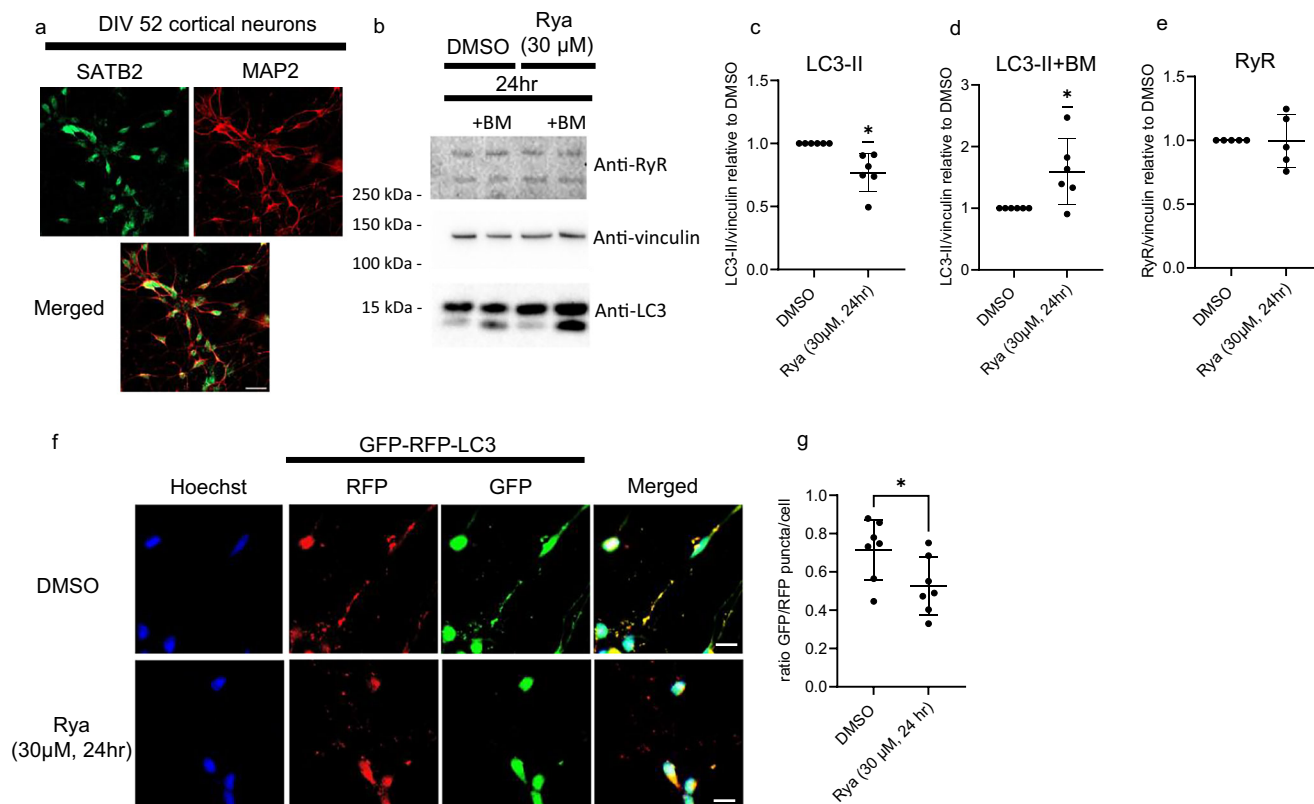 a
DIV 52 cortical neurons
SATB2
MAP2
Merged
b
DMSO
Rya
(30 µM)
24hr
+BM
+BM
Anti-RyR
250 kDa -
150 kDa -
Anti-vinculin
100 kDa -
15 kDa -
Anti-LC3
c
LC3-II
*
LC3-II/vinculin relative to DMSO
1.5
1.0
0.5
0.0
DMSO
Rya (30µM, 24hr)
d
LC3-II+BM
*
LC3-II/vinculin relative to DMSO
3
2
1
0
DMSO
Rya (30µM, 24hr)
e
RyR
RyR/vinculin relative to DMSO
1.5
1.0
0.5
0.0
DMSO
Rya (30µM, 24hr)
f
GFP-RFP-LC3
Hoechst
RFP
GFP
Merged
DMSO
Rya
(30µM, 24hr)
g
*
ratio GFP/RFP puncta/cell
1.0
0.8
0.6
0.4
0.2
0.0
DMSO
Rya (30 µM, 24 hr)